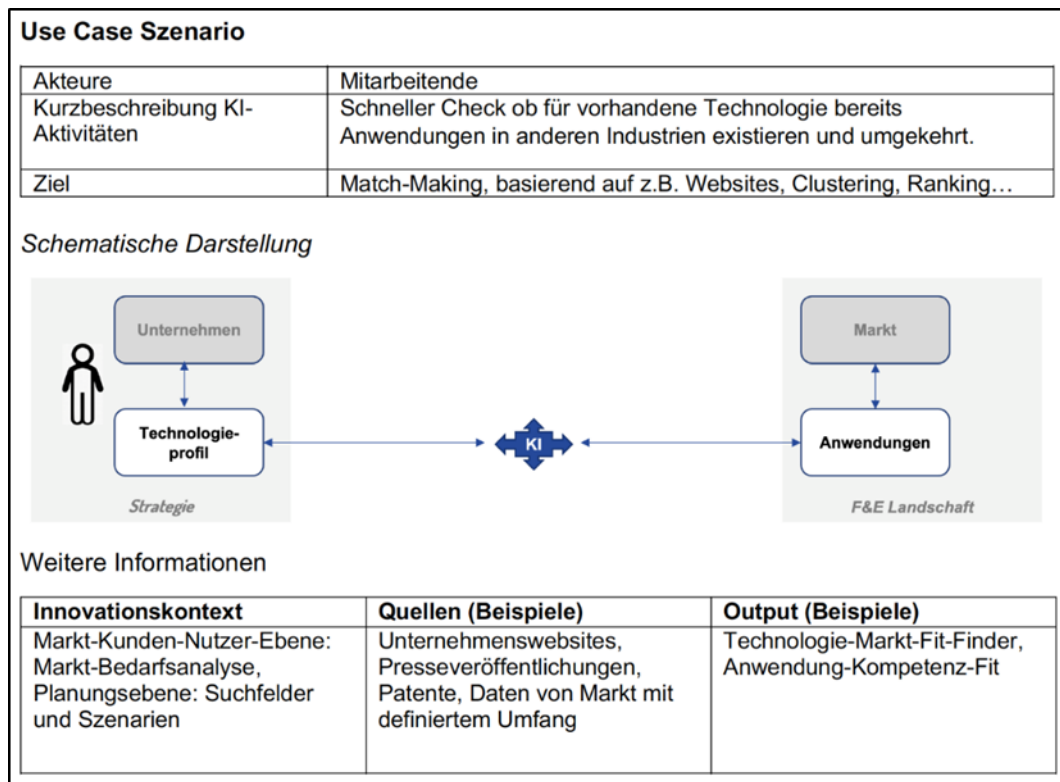 Use Case Szenario
Akteure
Mitarbeitende
Kurzbeschreibung KI-
Aktivitäten
Schneller Check ob für vorhandene Technologie bereits
Anwendungen in anderen Industrien existieren und umgekehrt.
Ziel
Match-Making, basierend auf z.B. Websites, Clustering, Ranking…
Schematische Darstellung
Unternehmen
Technologie-
profil
Strategie
KI
Markt
Anwendungen
F&E Landschaft
Weitere Informationen
Innovationskontext
Quellen (Beispiele)
Output (Beispiele)
Markt-Kunden-Nutzer-Ebene:
Markt-Bedarfsanalyse,
Planungsebene: Suchfelder
und Szenarien
Unternehmenswebsites,
Presseveröffentlichungen,
Patente, Daten von Markt mit
definiertem Umfang
Technologie-Markt-Fit-Finder,
Anwendung-Kompetenz-Fit